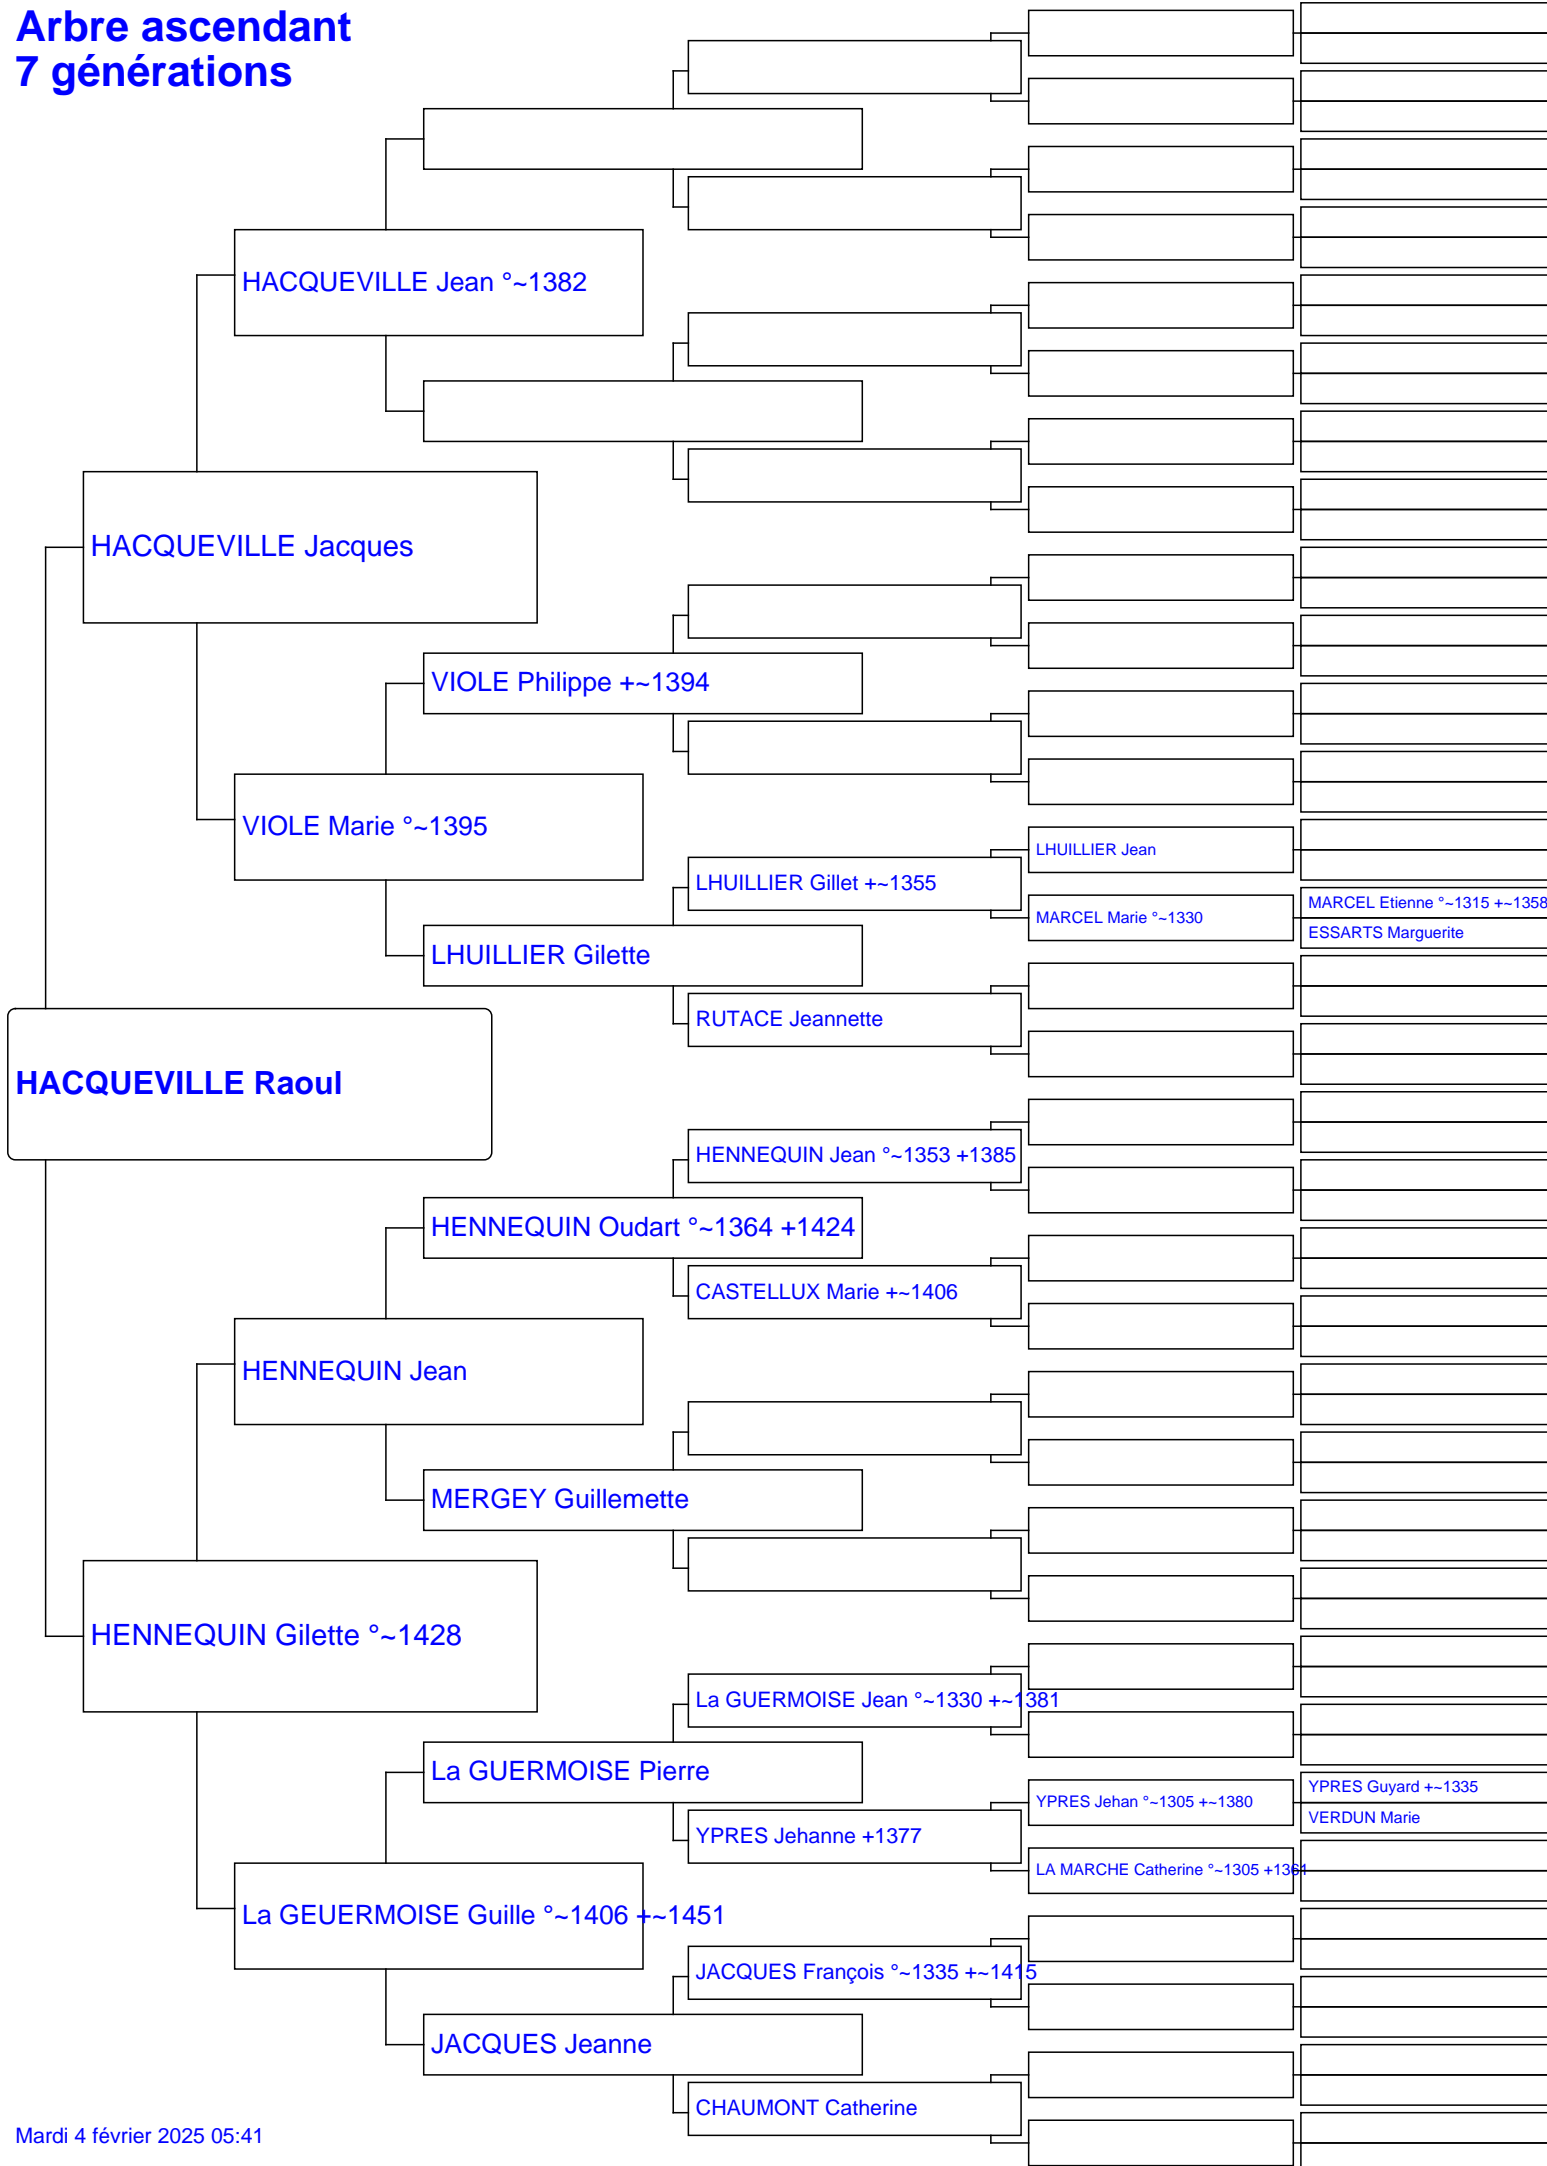 Arbre ascendant
7 générations
HACQUEVILLE Jean °~1382
HACQUEVILLE Jacques
VIOLE Philippe +~1394
VIOLE Marie °~1395
LHUILLIER Jean
LHUILLIER Gillet +~1355
MARCEL Etienne °~1315 +~1358
MARCEL Marie °~1330
ESSARTS Marguerite
LHUILLIER Gilette
RUTACE Jeannette
HACQUEVILLE Raoul
HENNEQUIN Jean °~1353 +1385
HENNEQUIN Oudart °~1364 +1424
CASTELLUX Marie +~1406
HENNEQUIN Jean
MERGEY Guillemette
HENNEQUIN Gilette °~1428
La GUERMOISE Jean °~1330 +~1381
La GUERMOISE Pierre
YPRES Guyard +~1335
YPRES Jehan °~1305 +~1380
VERDUN Marie
YPRES Jehanne +1377
LA MARCHE Catherine °~1305 +1361
La GEUERMOISE Guille °~1406 +~1451
JACQUES François °~1335 +~1415
JACQUES Jeanne
CHAUMONT Catherine
Mardi 4 février 2025 05:41